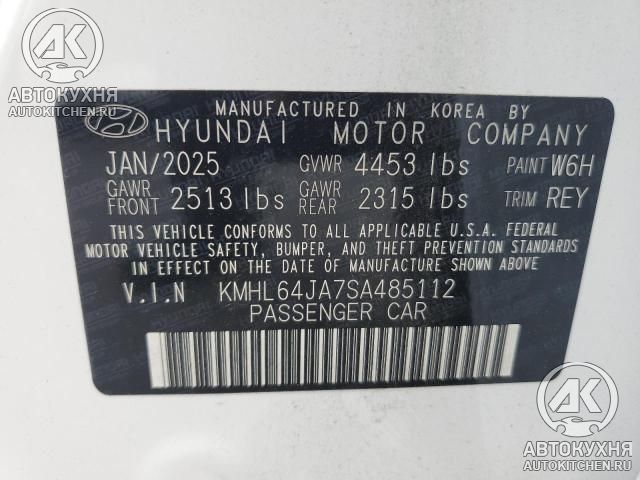 АВТОКУХНЯ
AUTOKITCHEN.RU
MANUFACTURED IN KOREA BY
HYUNDAI MOTOR COMPANY
JAN/2025 GVWR 4453 lbs PAINT W6H
GAWR FRONT 2513 lbs GAWR REAR 2315 lbs TRIM REY
THIS VEHICLE CONFORMS TO ALL APPLICABLE U.S.A. FEDERAL
MOTOR VEHICLE SAFETY, BUMPER, AND THEFT PREVENTION STANDARDS
IN EFFECT ON THE DATE OF MANUFACTURE SHOWN ABOVE.
V.I.N KMHL64JA7SA485112
PASSENGER CAR
АК
АВТОКУХНЯ
AUTOKITCHEN.RU